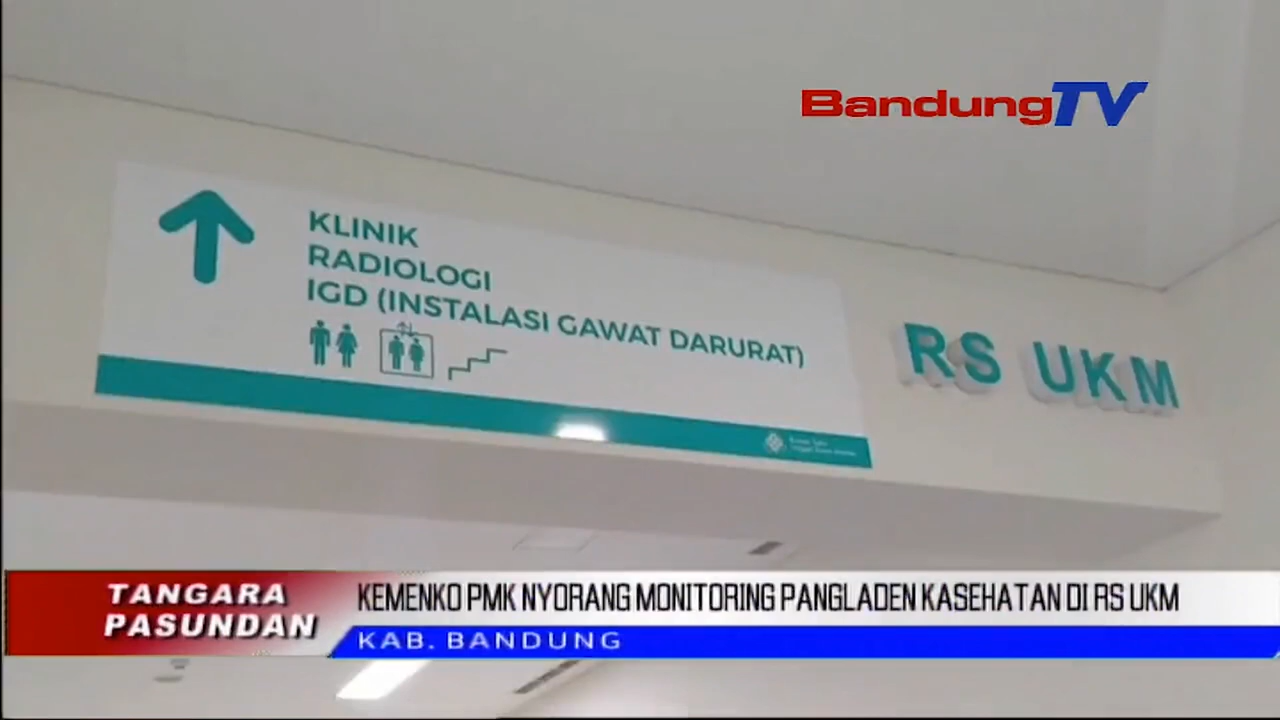 BandungTV
KLINIK
RADIOLOGI
IGD (INSTALASI GAWAT DARURAT)
RS UKM
TANGARA
PASUNDAN
KEMENKO PMK NYORANG MONITORING PANGLADEN KASEHATAN DI RS UKM
KAB. BANDUNG